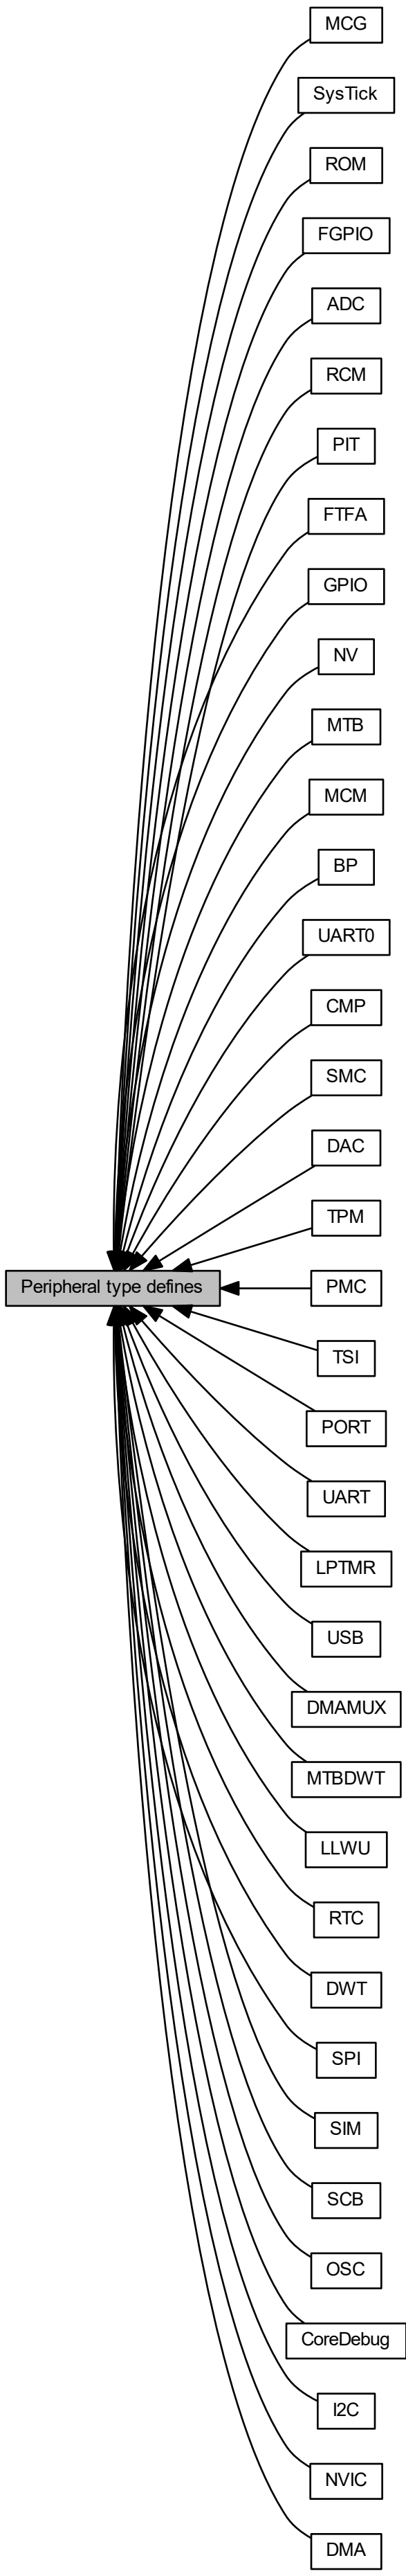 MCG
SysTick
ROM
FGPIO
ADC
RCM
PIT
FTFA
GPIO
NV
MTB
MCM
BP
UART0
CMP
SMC
DAC
TPM
Peripheral type defines
PMC
TSI
PORT
UART
LPTMR
USB
DMAMUX
MTBDWT
LLWU
RTC
DWT
SPI
SIM
SCB
OSC
CoreDebug
I2C
NVIC
DMA